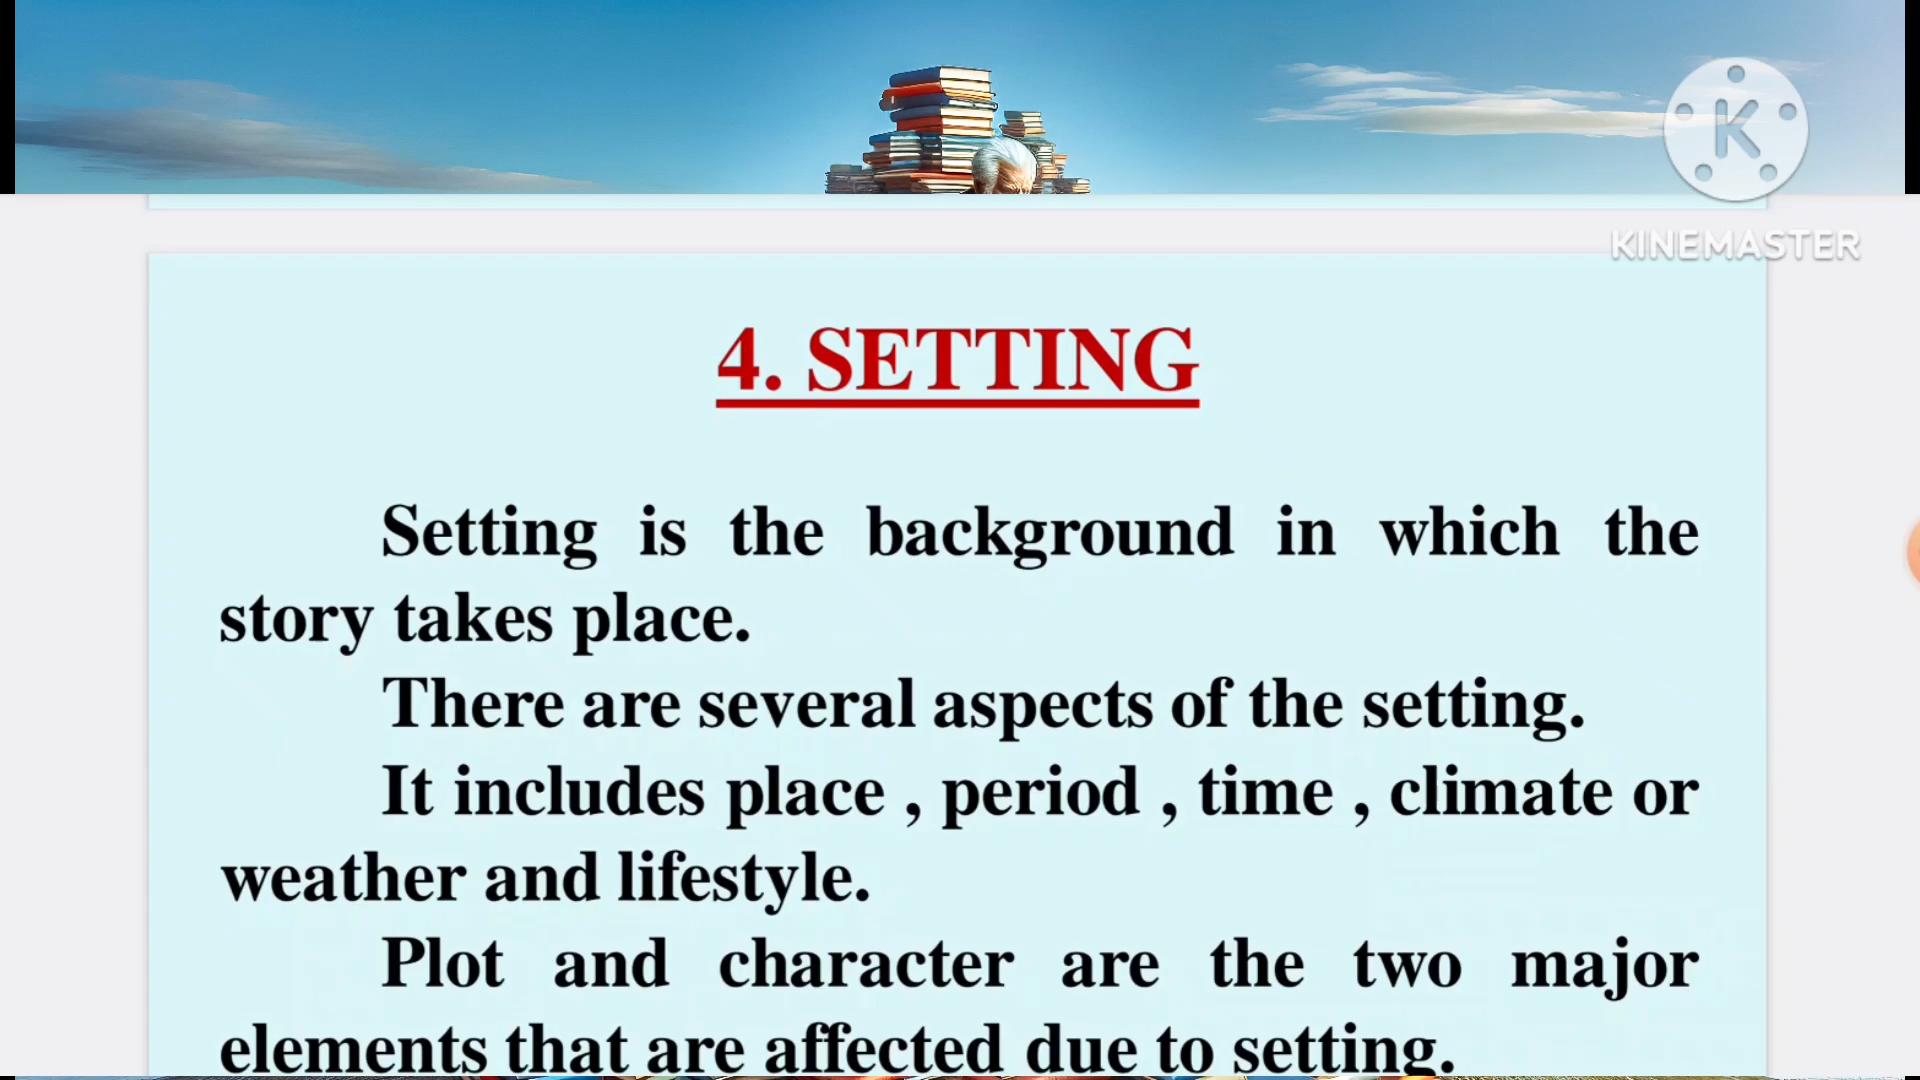 K
KINEMASTER
4. SETTING
Setting is the background in which the
story takes place.
There are several aspects of the setting.
It includes place , period , time , climate or
weather and lifestyle.
Plot and character are the two major
elements that are affected due to setting.